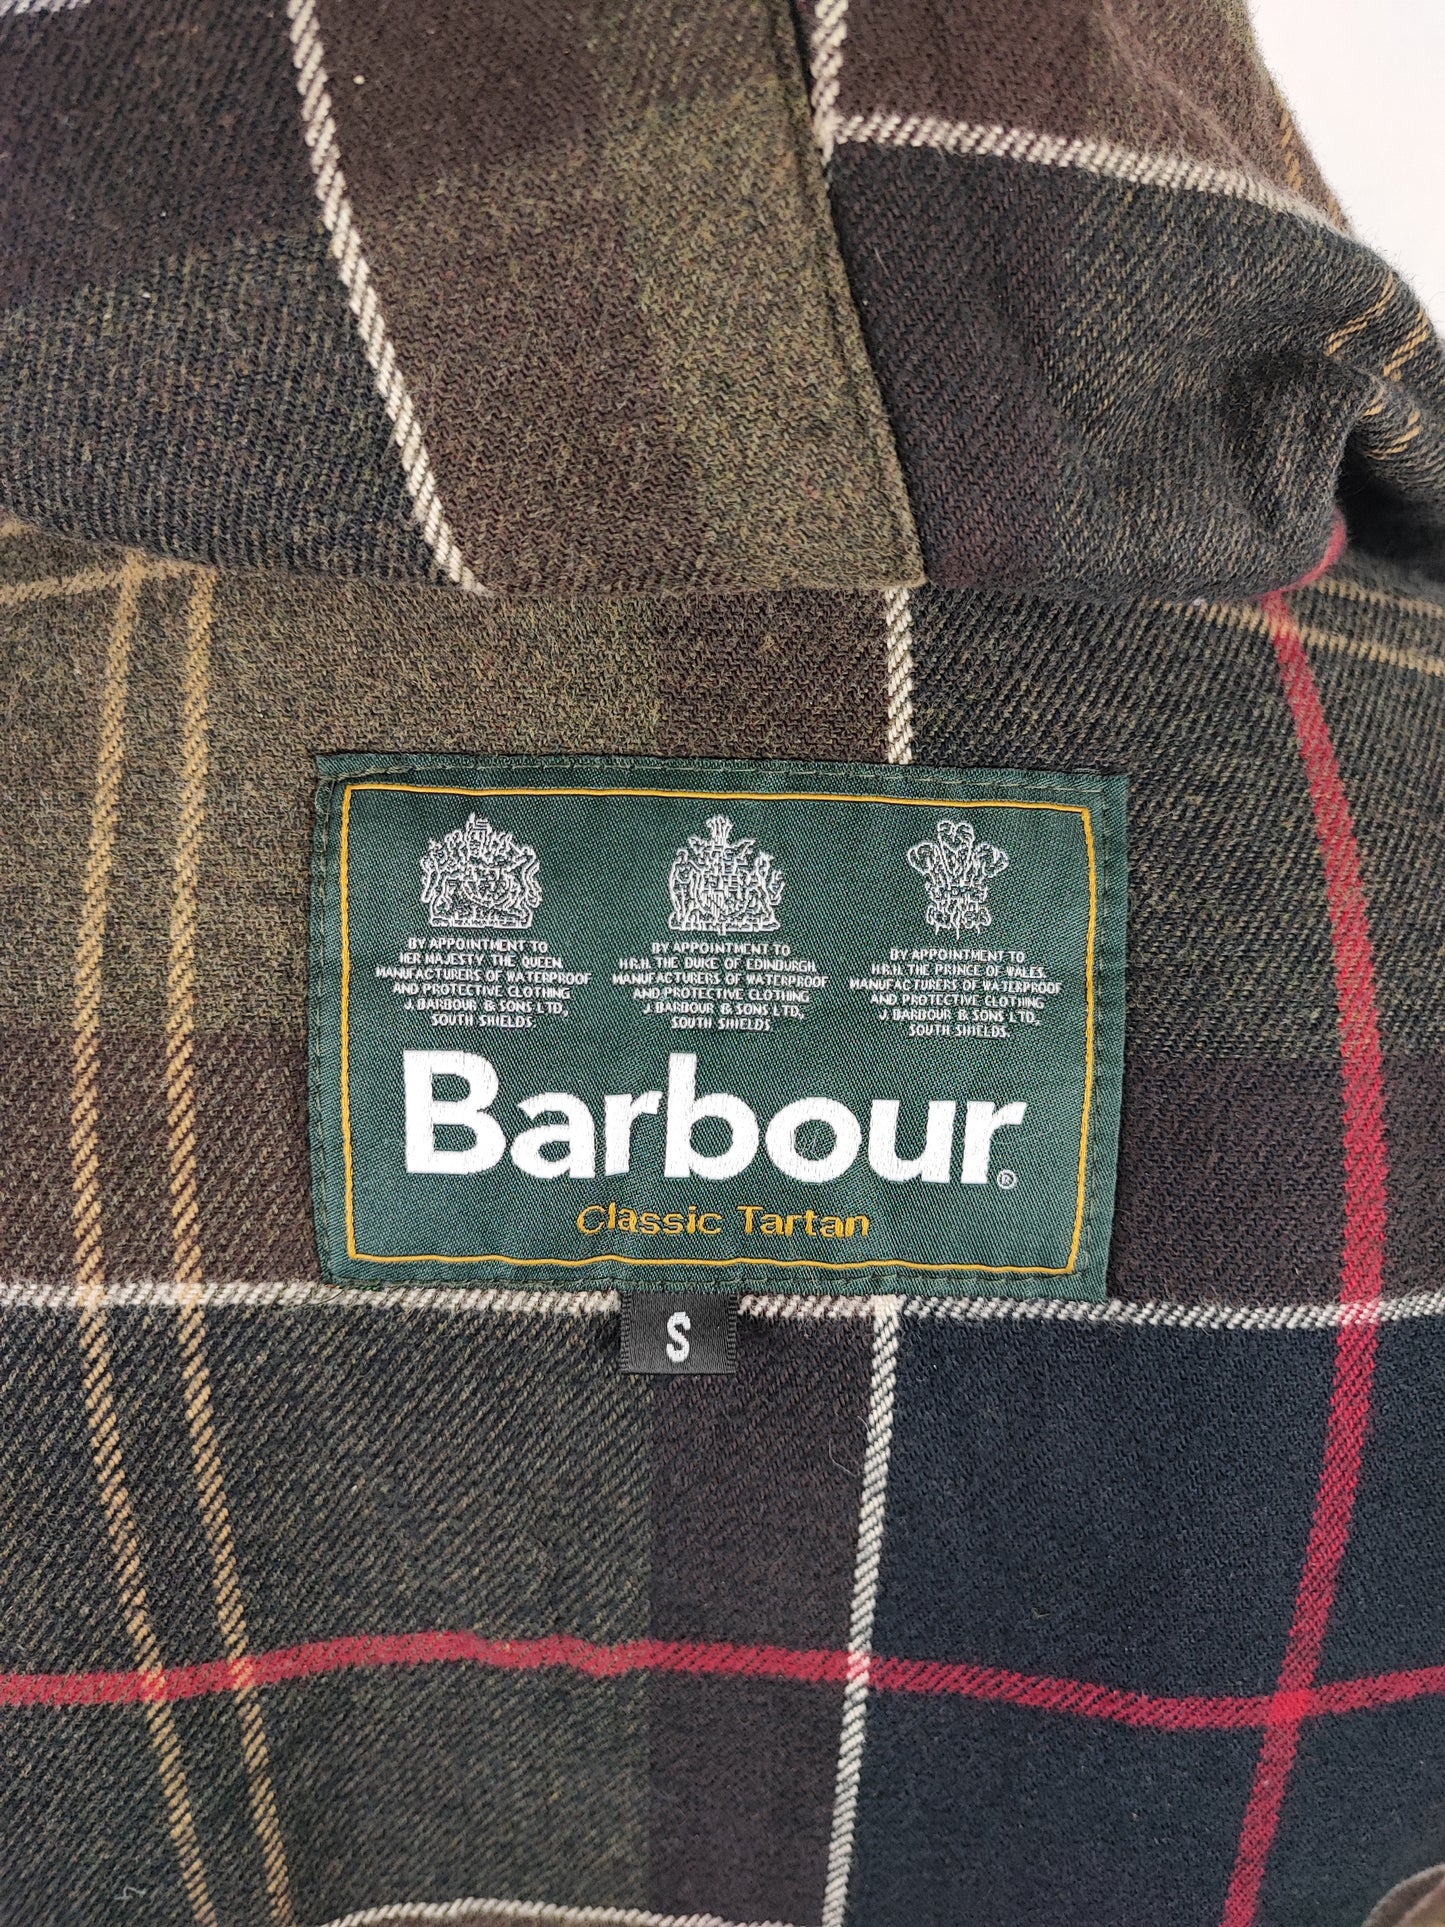 BY APPOINTMENT TO
HER MAJESTY THE QUEEN
MANUFACTURERS OF WATERPROOF
AND PROTECTIVE CLOTHING
J. BARBOUR & SONS LTD.,
SOUTH SHIELDS.
BY APPOINTMENT TO
H.R.H. THE DUKE OF EDINBURGH
MANUFACTURERS OF WATERPROOF
AND PROTECTIVE CLOTHING
J. BARBOUR & SONS LTD.,
SOUTH SHIELDS.
BY APPOINTMENT TO
H.R.H. THE PRINCE OF WALES.
MANUFACTURERS OF WATERPROOF
AND PROTECTIVE CLOTHING
J. BARBOUR & SONS LTD.,
SOUTH SHIELDS.
Barbour®
Classic Tartan
S